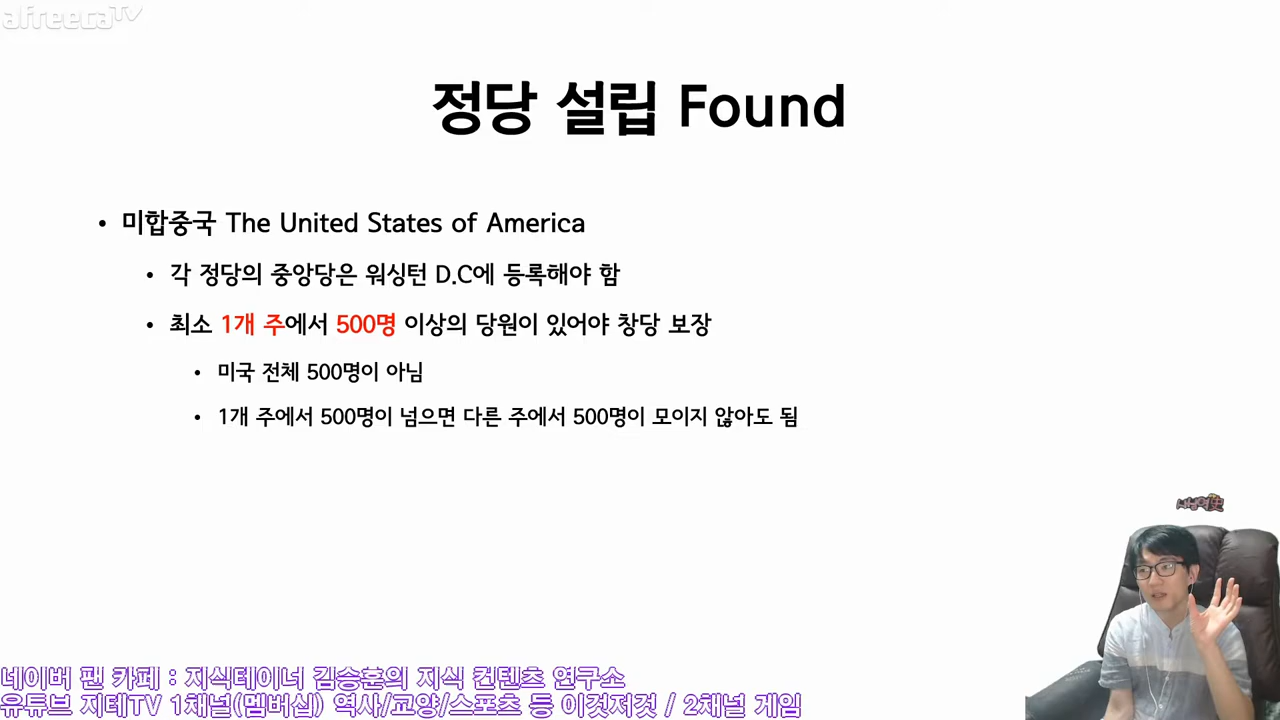 afreecaTV
정당 설립 Found
• 미합중국 The United States of America
• 각 정당의 중앙당은 워싱턴 D.C에 등록해야 함
• 최소 1개 주에서 500명 이상의 당원이 있어야 창당 보장
• 미국 전체 500명이 아님
• 1개 주에서 500명이 넘으면 다른 주에서 500명이 모이지 않아도 됨
네이버 팬 카페 : 지식테이너 김승훈의 지식 컨텐츠 연구소
유튜브 지테TV 1채널(멤버십) 역사/교양/스포츠 등 이것저것 / 2채널 게임